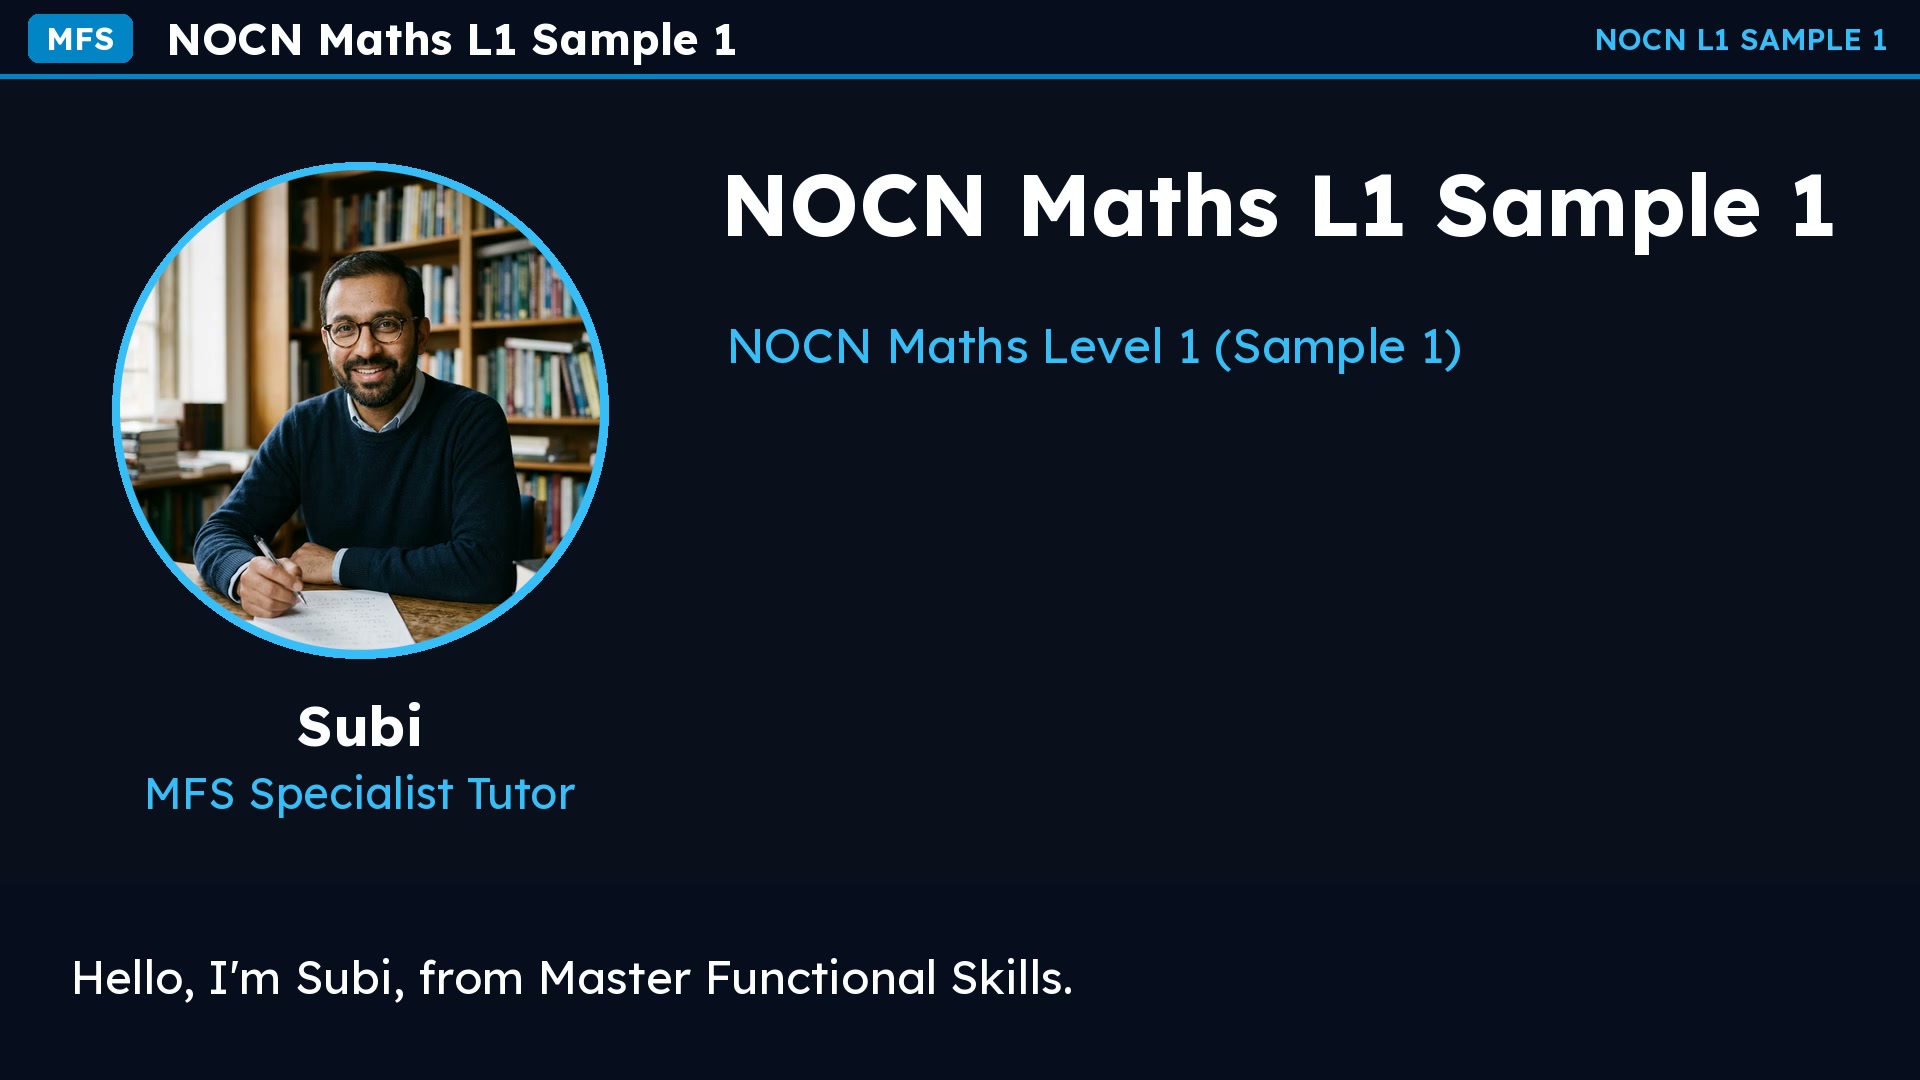 MFS
NOCN Maths L1 Sample 1
NOCN L1 SAMPLE 1
NOCN Maths L1 Sample 1
NOCN Maths Level 1 (Sample 1)
Subi
MFS Specialist Tutor
Hello, I'm Subi, from Master Functional Skills.